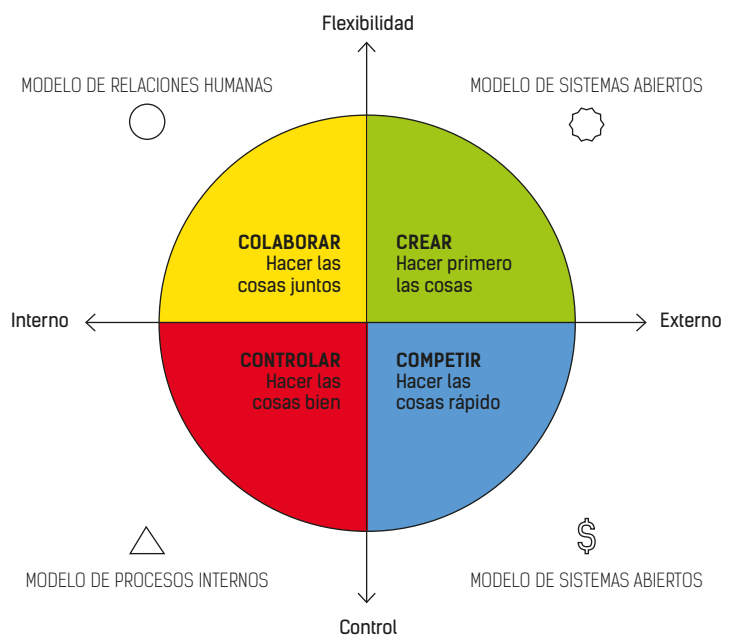 Flexibilidad
MODELO DE RELACIONES HUMANAS
MODELO DE SISTEMAS ABIERTOS
COLABORAR
Hacer las
cosas juntos
CREAR
Hacer primero
las cosas
Interno
Externo
CONTROLAR
Hacer las
cosas bien
COMPETIR
Hacer las
cosas rápido
$
MODELO DE PROCESOS INTERNOS
MODELO DE SISTEMAS ABIERTOS
Control